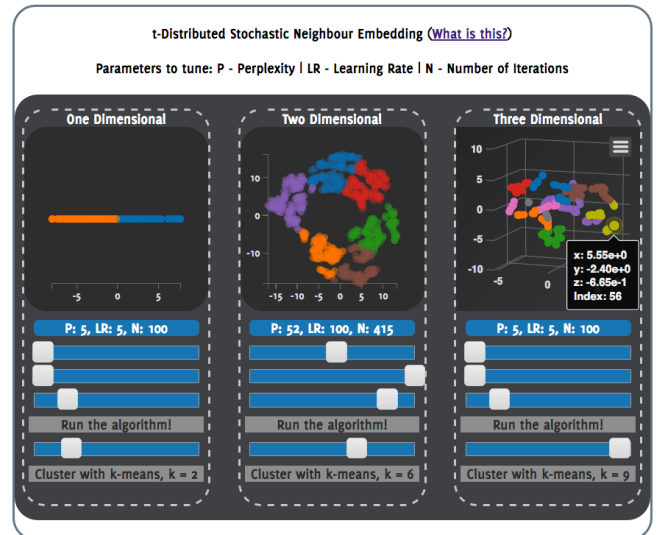 t-Distributed Stochastic Neighbour Embedding (What is this?)
Parameters to tune: P - Perplexity | LR - Learning Rate | N - Number of Iterations
One Dimensional
-5 0 5
P: 5, LR: 5, N: 100
Run the algorithm!
Cluster with k-means, k = 2
Two Dimensional
10
0
-10
-15 -10 -5 0 5 10
P: 52, LR: 100, N: 415
Run the algorithm!
Cluster with k-means, k = 6
Three Dimensional
10
5
0
-5
-10
-5 0
x: 5.55e+0
y: -2.40e+0
z: -6.65e-1
Index: 56
P: 5, LR: 5, N: 100
Run the algorithm!
Cluster with k-means, k = 9